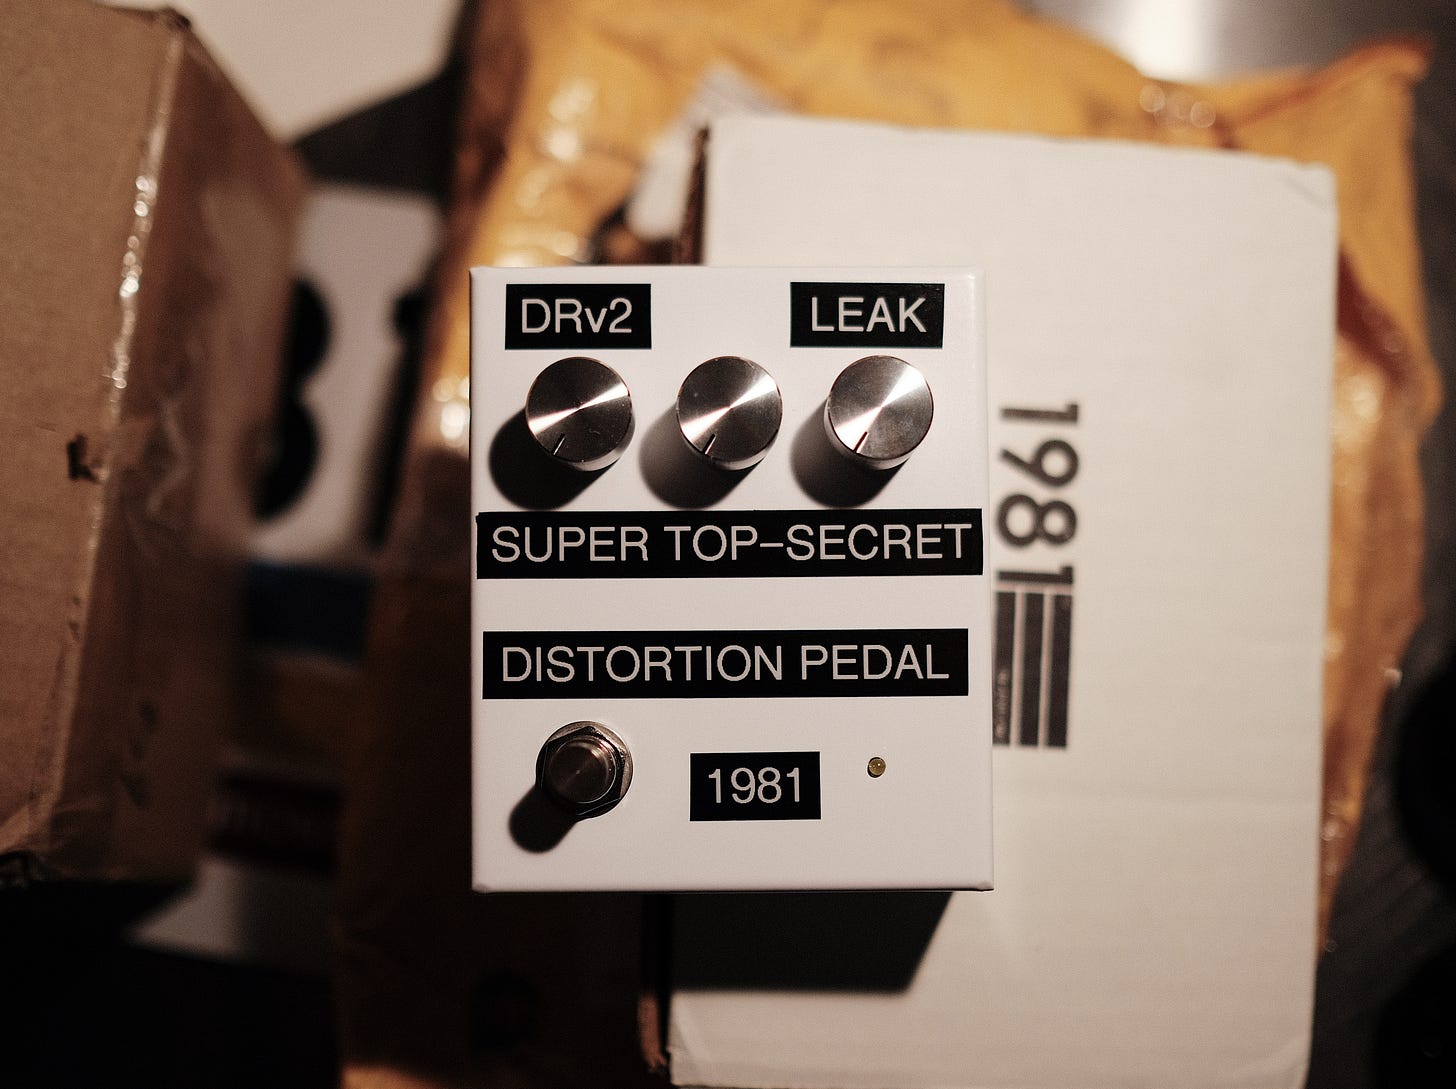 DRv2
LEAK
SUPER TOP-SECRET
DISTORTION PEDAL
1981
1981